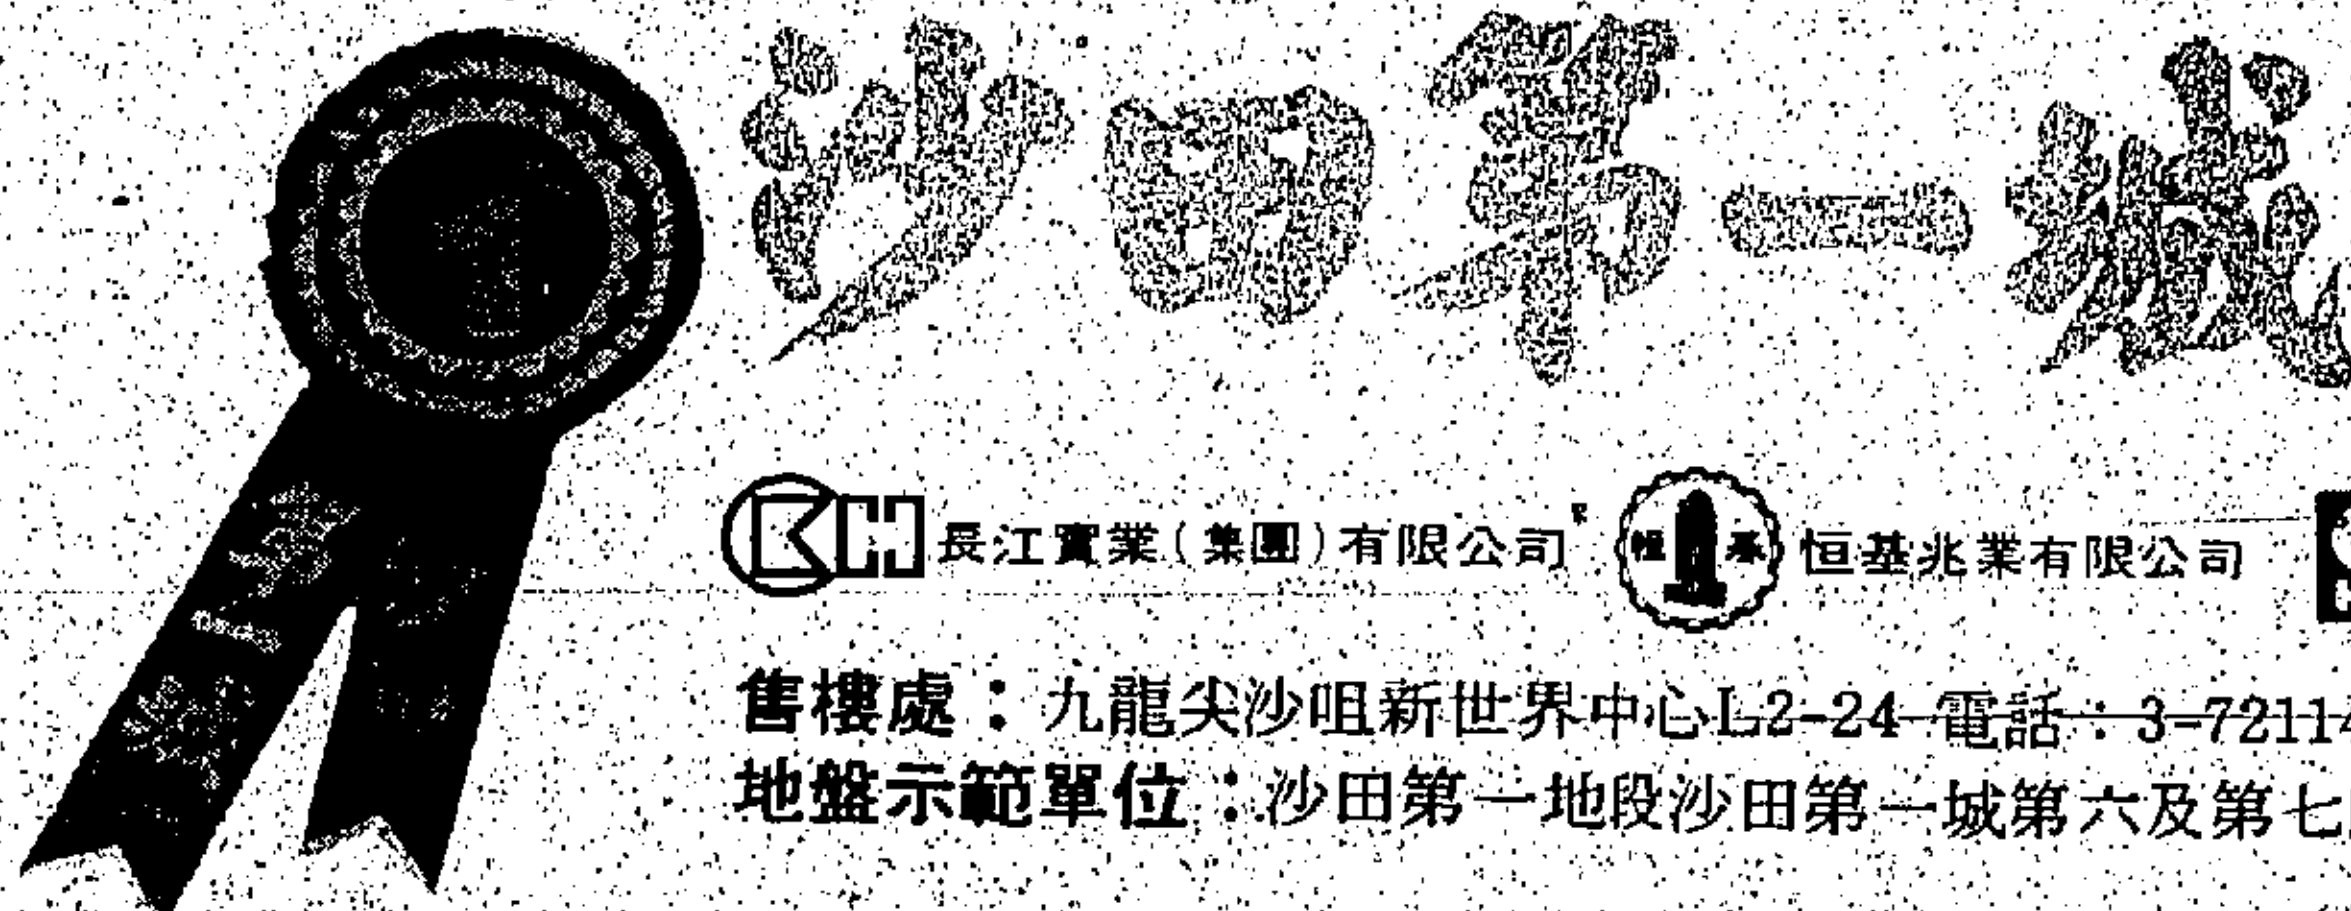 沙田第一城
長江實業(集團)有限公司 恒基兆業有限公司
售樓處：九龍尖沙咀新世界中心L2-24 電話：3-7211
地盤示範單位：沙田第一地段沙田第一城第六及第七